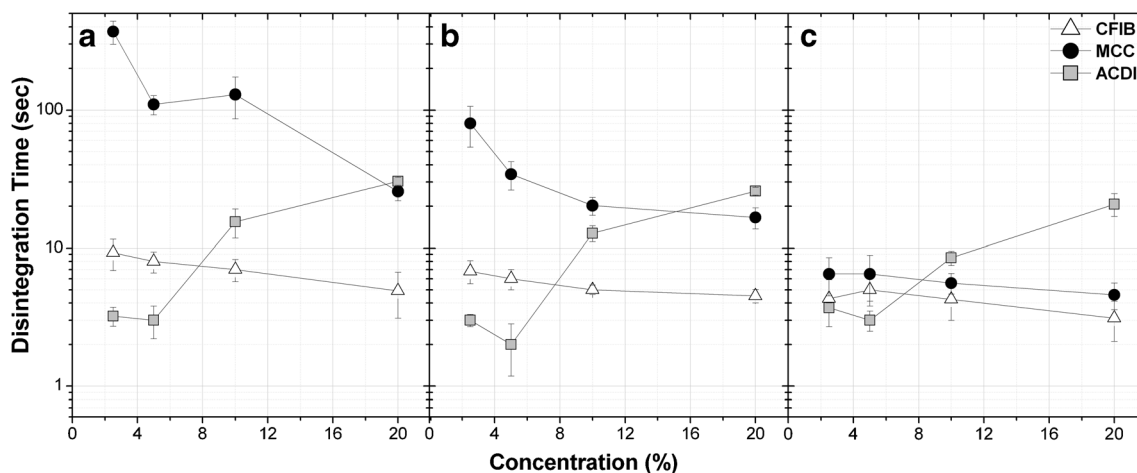 a
b
c
CFIB
MCC
ACDI
Disintegration Time (sec)
100
10
1
0 4 8 12 16 20
0 4 8 12 16 20
0 4 8 12 16 20
Concentration (%)